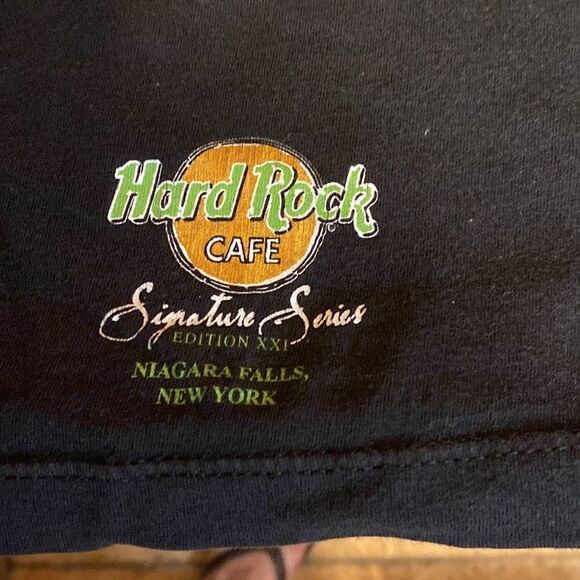 Hard Rock
CAFE
Signature Series
EDITION XXI
NIAGARA FALLS,
NEW YORK